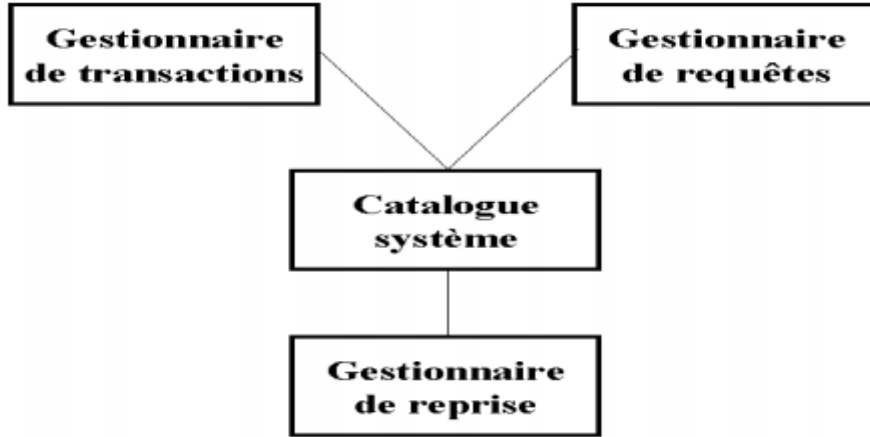 Gestionnaire
de transactions
Gestionnaire
de requêtes
Catalogue
système
Gestionnaire
de reprise